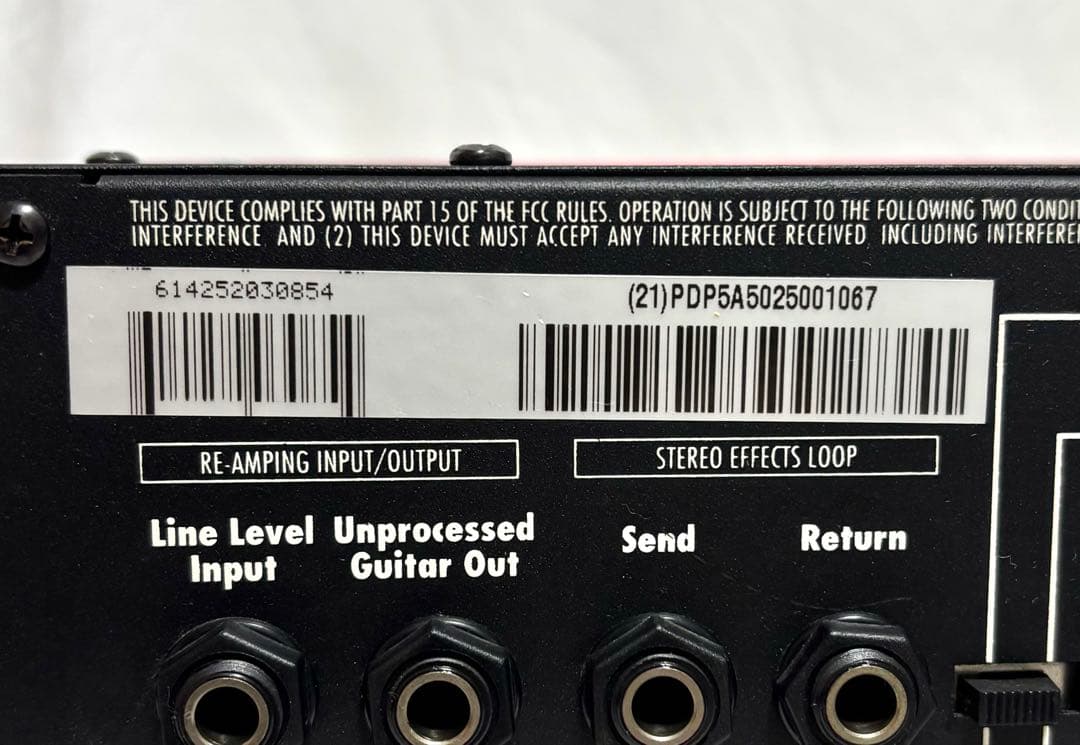 THIS DEVICE COMPLIES WITH PART 15 OF THE FCC RULES. OPERATION IS SUBJECT TO THE FOLLOWING TWO
INTERFERENCE, AND (2) THIS DEVICE MUST ACCEPT ANY INTERFERENCE RECEIVED, INCLUDING
614252030854
(21)PDP5A5025001067
RE-AMPING INPUT/OUTPUT
STEREO EFFECTS LOOP
Line Level
Input
Unprocessed
Guitar Out
Send
Return